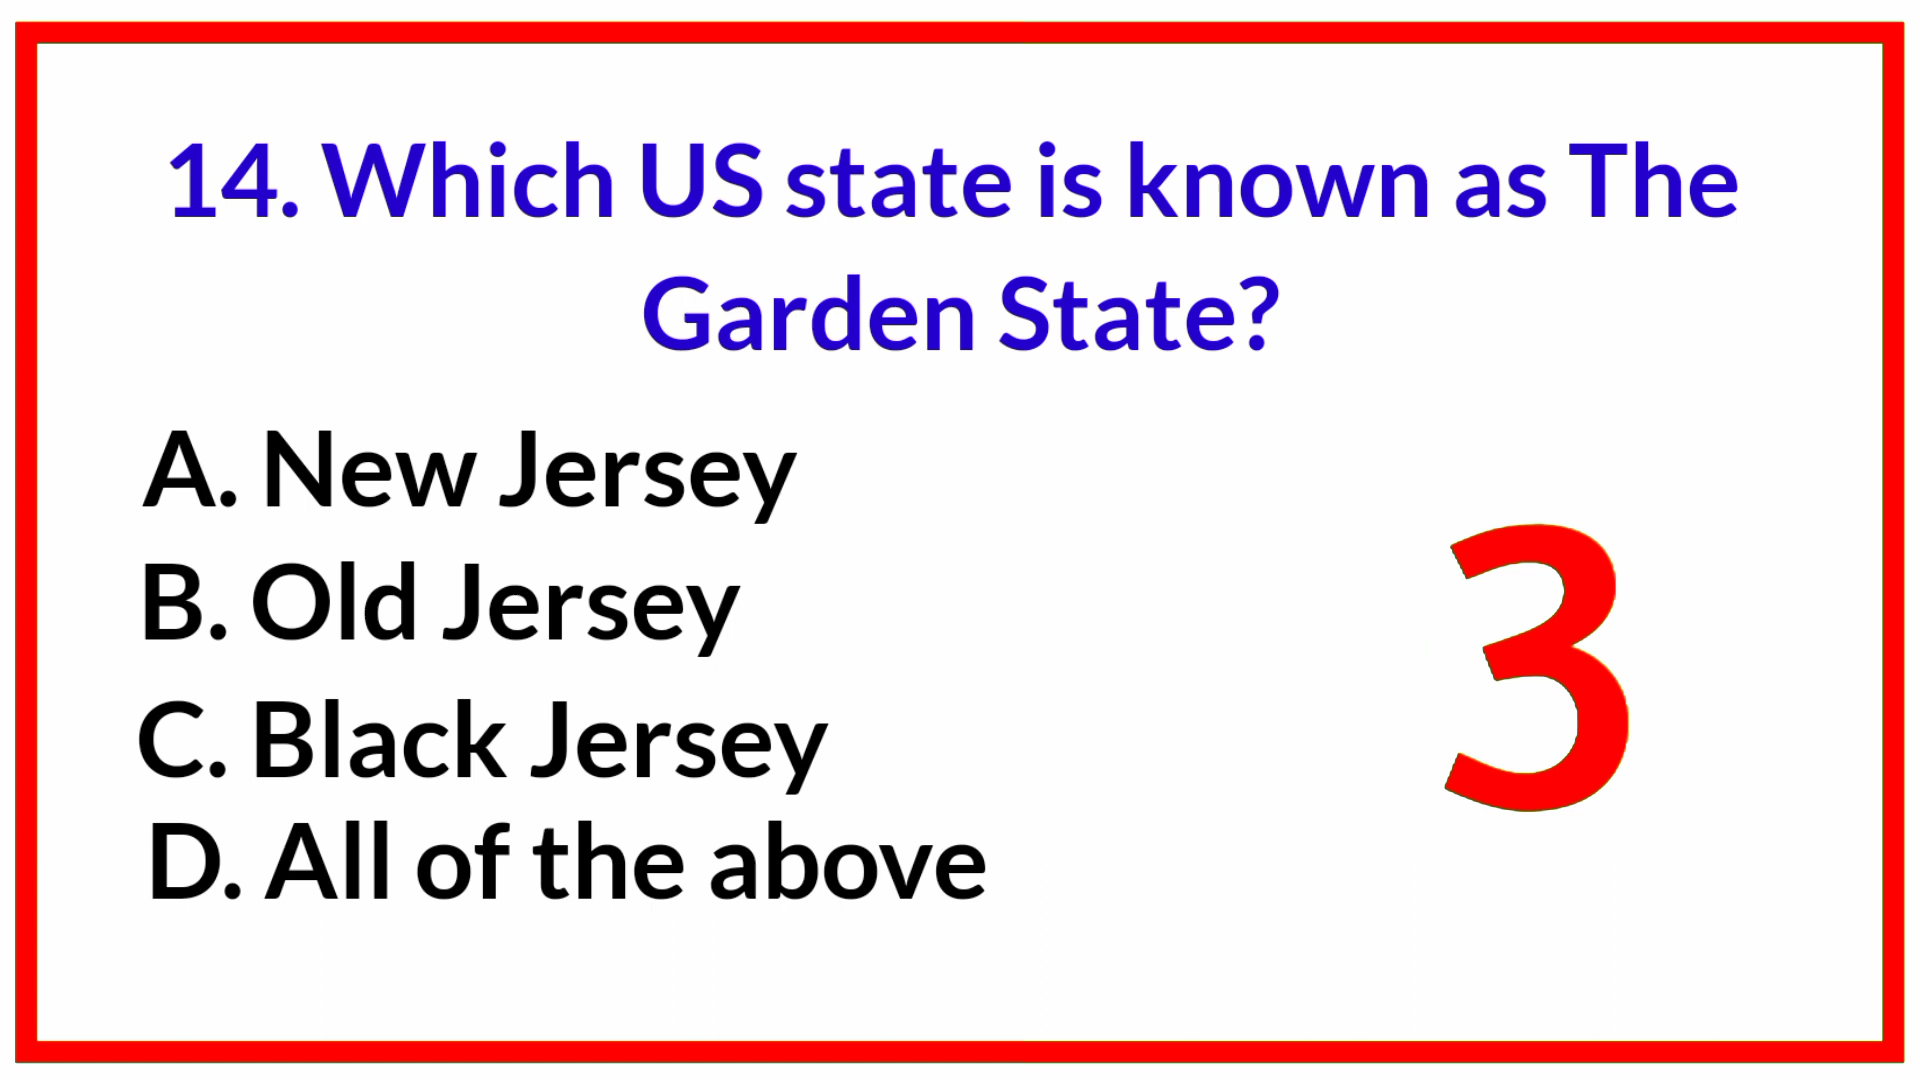 14. Which US state is known as The
Garden State?
A. New Jersey
B. Old Jersey
C. Black Jersey
D. All of the above
3